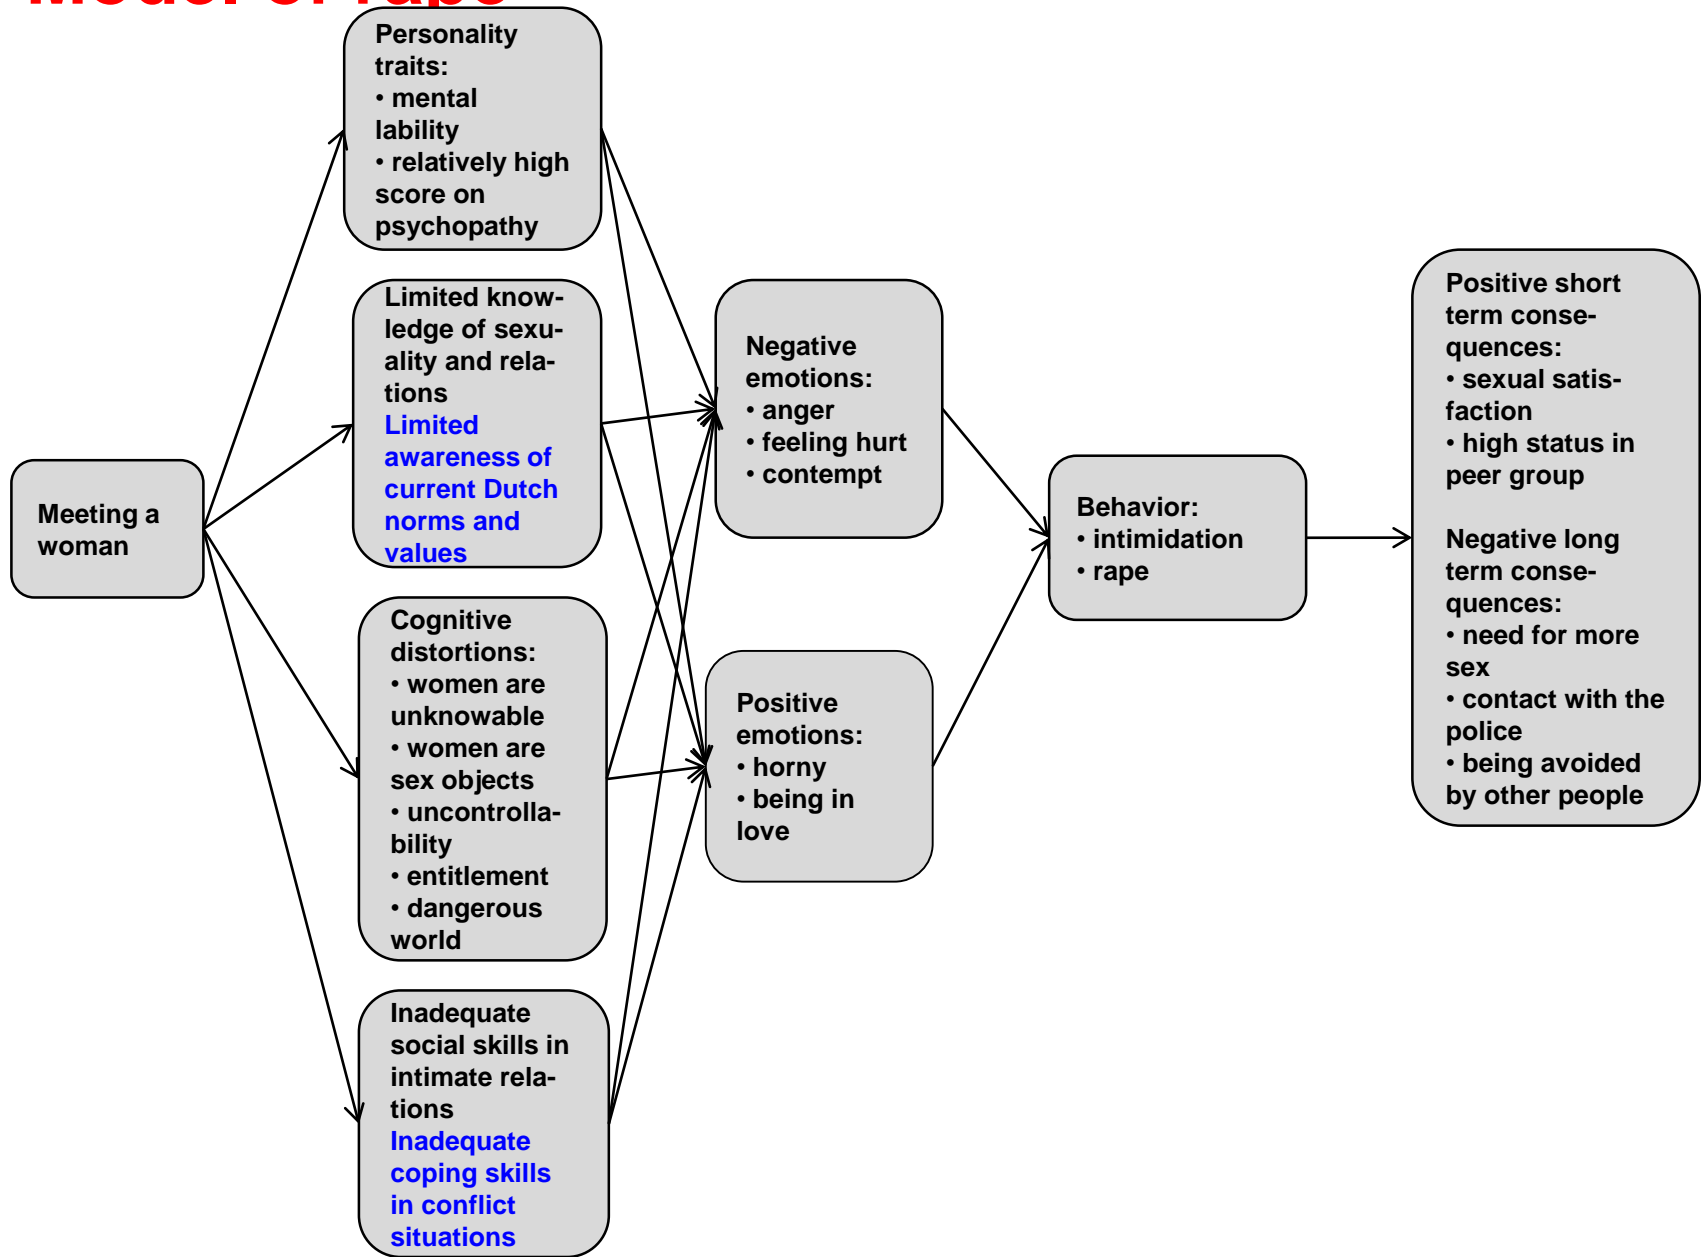 Model of rape
Personality
traits:
• mental
lability
• relatively high
score on
psychopathy
Limited know-
ledge of sexu-
ality and rela-
tions
Limited
awareness of
current Dutch
norms and
values
Meeting a
woman
Cognitive
distortions:
• women are
unknowable
• women are
sex objects
• uncontrolla-
bility
• entitlement
• dangerous
world
Inadequate
social skills in
intimate rela-
tions
Inadequate
coping skills
in conflict
situations
Negative
emotions:
• anger
• feeling hurt
• contempt
Positive
emotions:
• horny
• being in
love
Behavior:
• intimidation
• rape
Positive short
term conse-
quences:
• sexual satis-
faction
• high status in
peer group
Negative long
term conse-
quences:
• need for more
sex
• contact with the
police
• being avoided
by other people